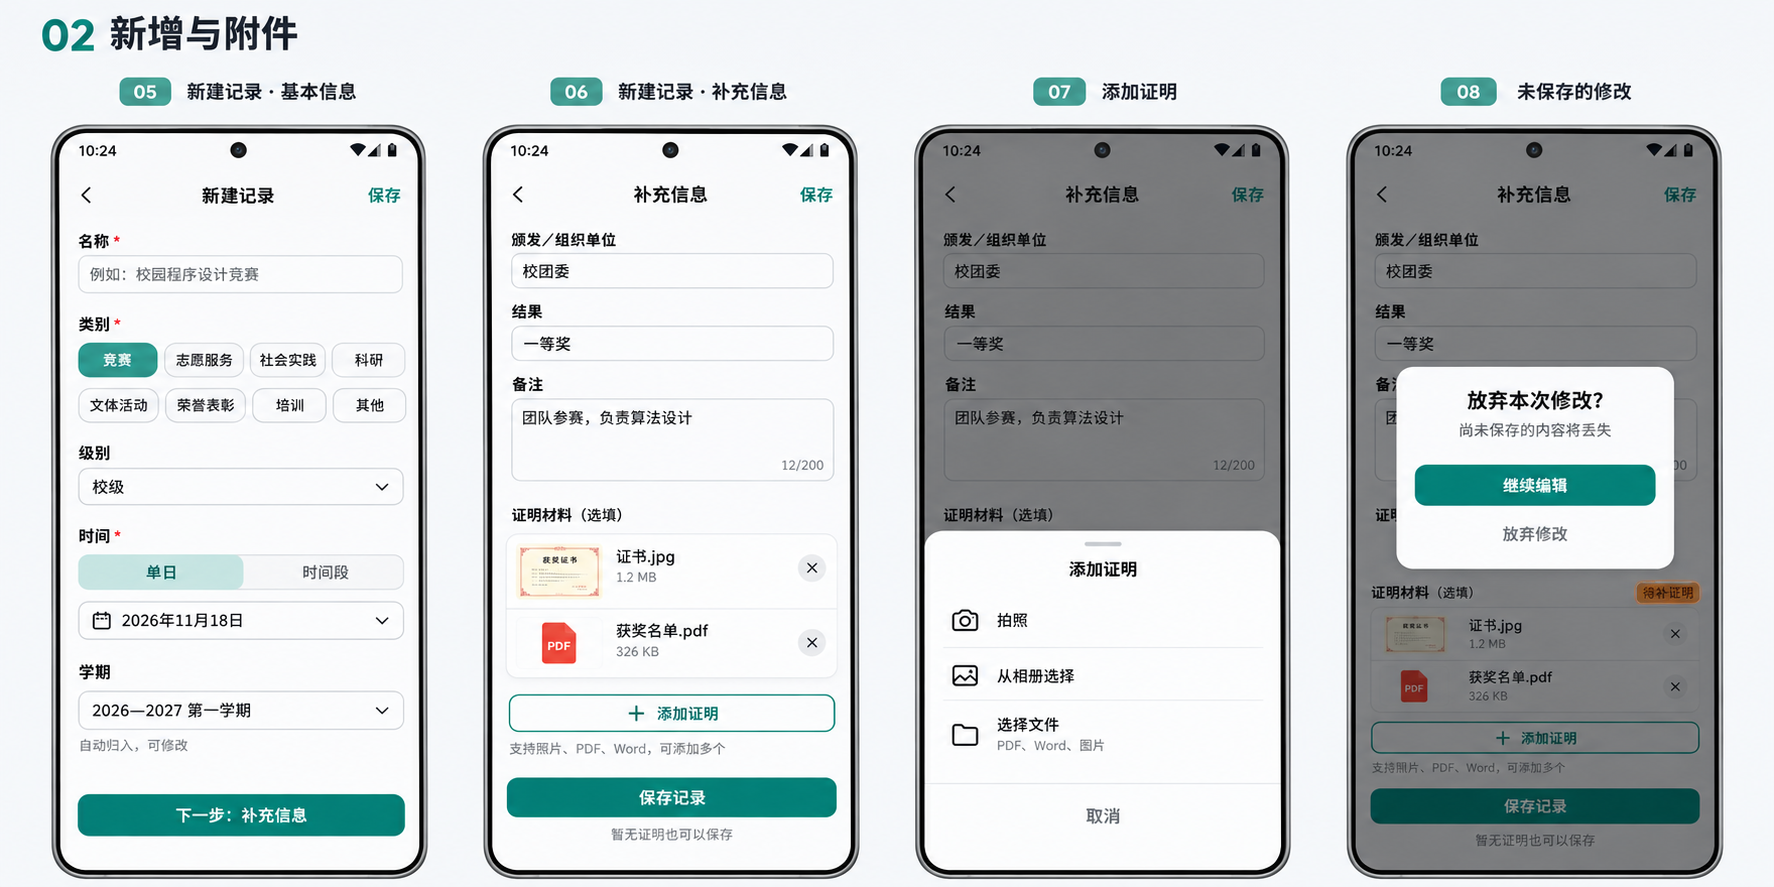 02 新增与附件
05 新建记录 · 基本信息
10:24
新建记录
保存
名称 *
例如：校园程序设计竞赛
类别 *
竞赛
志愿服务
社会实践
科研
文体活动
荣誉表彰
培训
其他
级别
校级
时间 *
单日
时间段
2026年11月18日
学期
2026—2027 第一学期
自动归入，可修改
下一步：补充信息
06 新建记录 · 补充信息
10:24
补充信息
保存
颁发／组织单位
校团委
结果
一等奖
备注
团队参赛，负责算法设计
12/200
证明材料（选填）
获奖证书
证书.jpg
1.2 MB
PDF
获奖名单.pdf
326 KB
添加证明
支持照片、PDF、Word，可添加多个
保存记录
暂无证明也可以保存
07 添加证明
10:24
补充信息
保存
颁发／组织单位
校团委
结果
一等奖
备注
团队参赛，负责算法设计
12/200
证明材料（选填）
添加证明
拍照
从相册选择
选择文件
PDF、Word、图片
取消
08 未保存的修改
10:24
补充信息
保存
颁发／组织单位
校团委
结果
一等奖
备
放弃本次修改？
尚未保存的内容将丢失
继续编辑
放弃修改
证明材料（选填）
待补证明
证书.jpg
1.2 MB
PDF
获奖名单.pdf
326 KB
添加证明
支持照片、PDF、Word，可添加多个
保存记录
暂无证明也可以保存